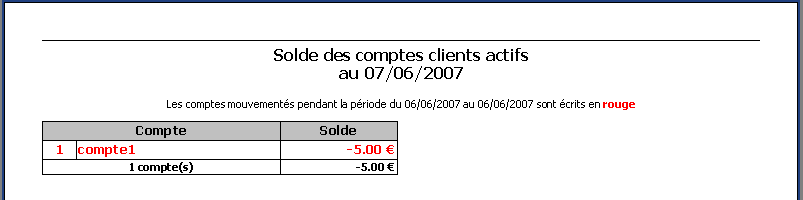 Solde des comptes clients actifs
au 07/06/2007
Les comptes mouvementés pendant la période du 06/06/2007 au 06/06/2007 sont écrits en rouge
Compte Solde
1 compte1 -5.00 €
1 compte(s) -5.00 €